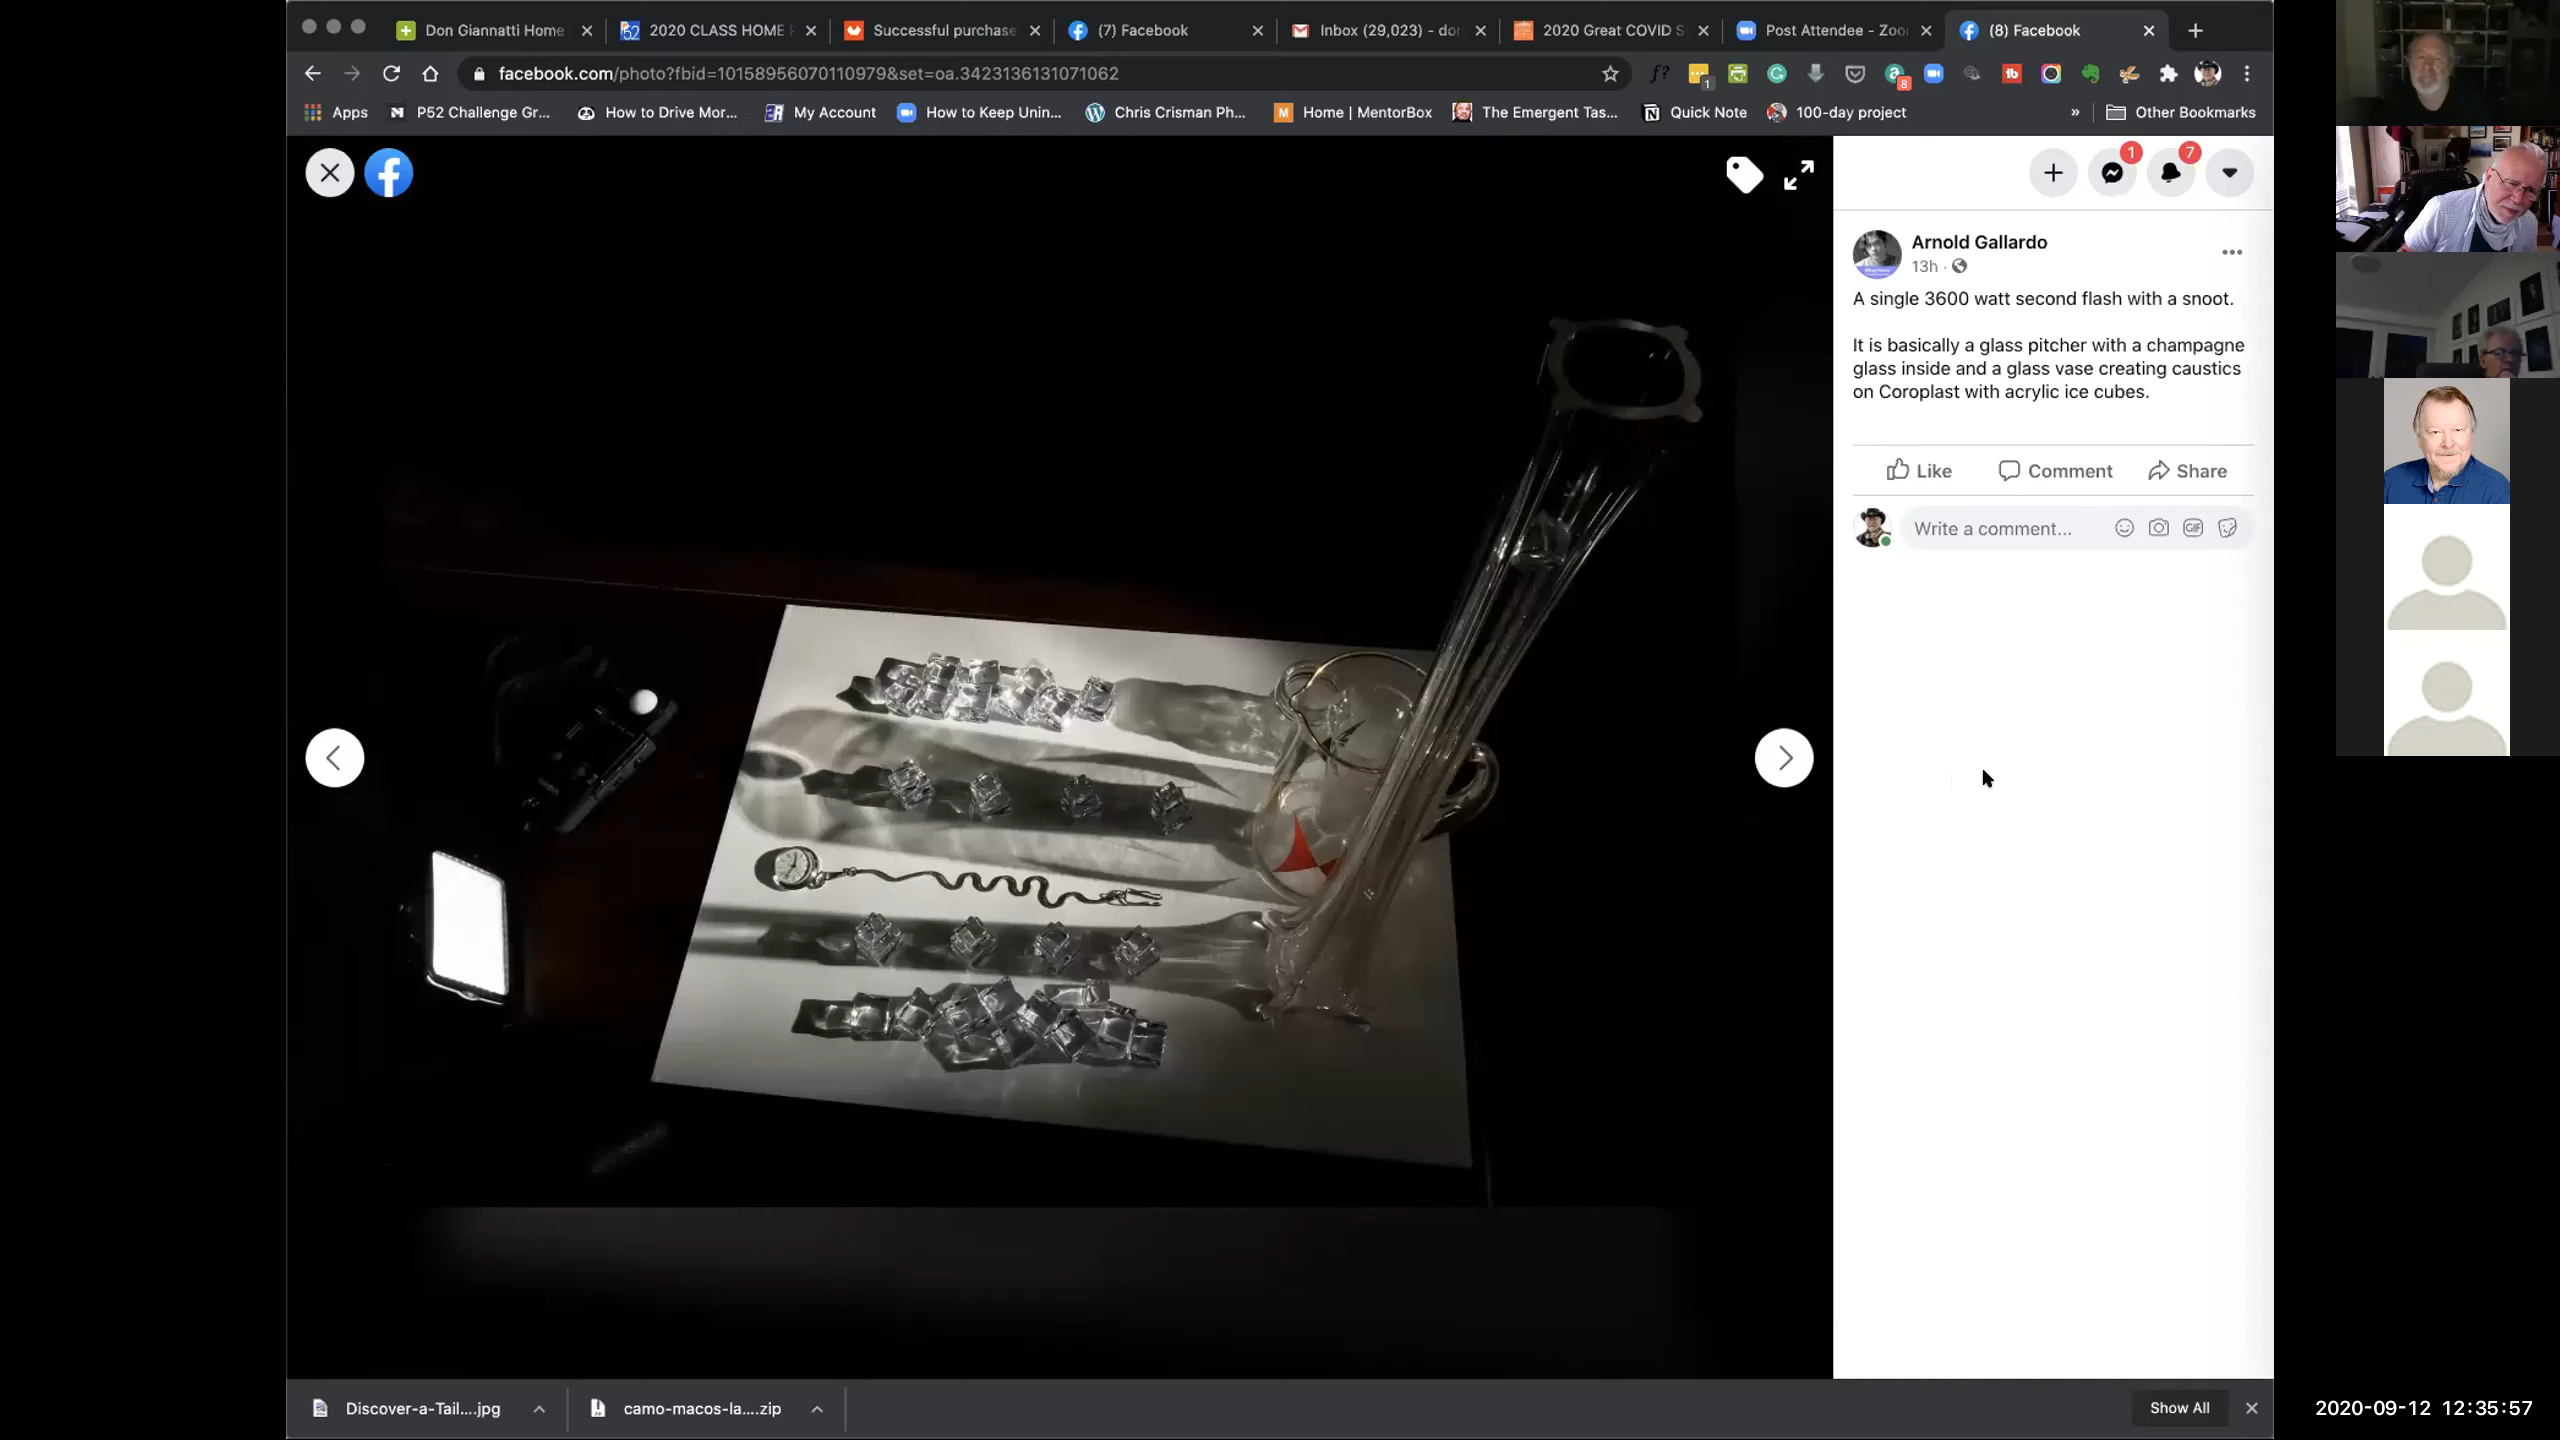 Don Giannatti Home
2020 CLASS HOME
Successful purchase
(7) Facebook
Inbox (29,023) - do
2020 Great COVID S
Post Attendee - Zoo
(8) Facebook
facebook.com/photo?fbid=10158956070110979&set=oa.3423136131071062
f?
1
8
Apps
P52 Challenge Gr...
How to Drive Mor...
My Account
How to Keep Unin...
Chris Crisman Ph...
Home | MentorBox
The Emergent Tas...
Quick Note
100-day project
»
Other Bookmarks
1
7
Arnold Gallardo
13h ·
A single 3600 watt second flash with a snoot.
It is basically a glass pitcher with a champagne
glass inside and a glass vase creating caustics
on Coroplast with acrylic ice cubes.
Like
Comment
Share
Write a comment...
GIF
Discover-a-Tail....jpg
camo-macos-la....zip
Show All
2020-09-12 12:35:57